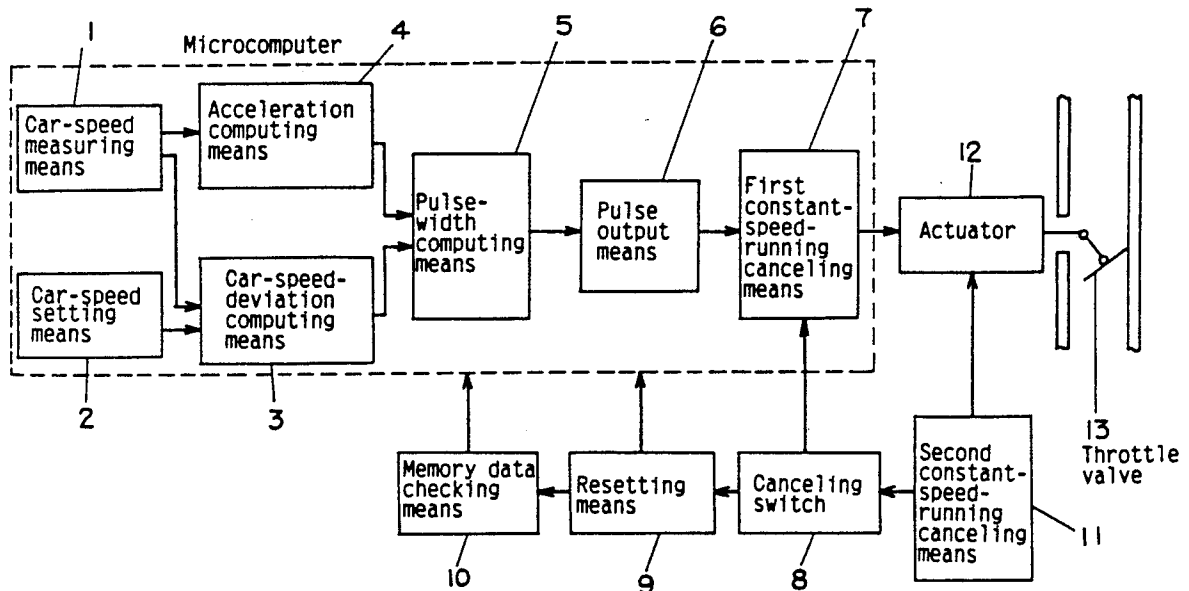 1
4
5
6
7
Microcomputer
Car-speed
measuring
means
Acceleration
computing
means
Pulse-
width
computing
means
Pulse
output
means
First
constant-
speed-
running
canceling
means
12
Actuator
Car-speed
setting
means
Car-speed-
deviation
computing
means
2
3
13
Throttle
valve
Memory data
checking
means
Resetting
means
Canceling
switch
Second
constant-
speed-
running
canceling
means
10
9
8
11